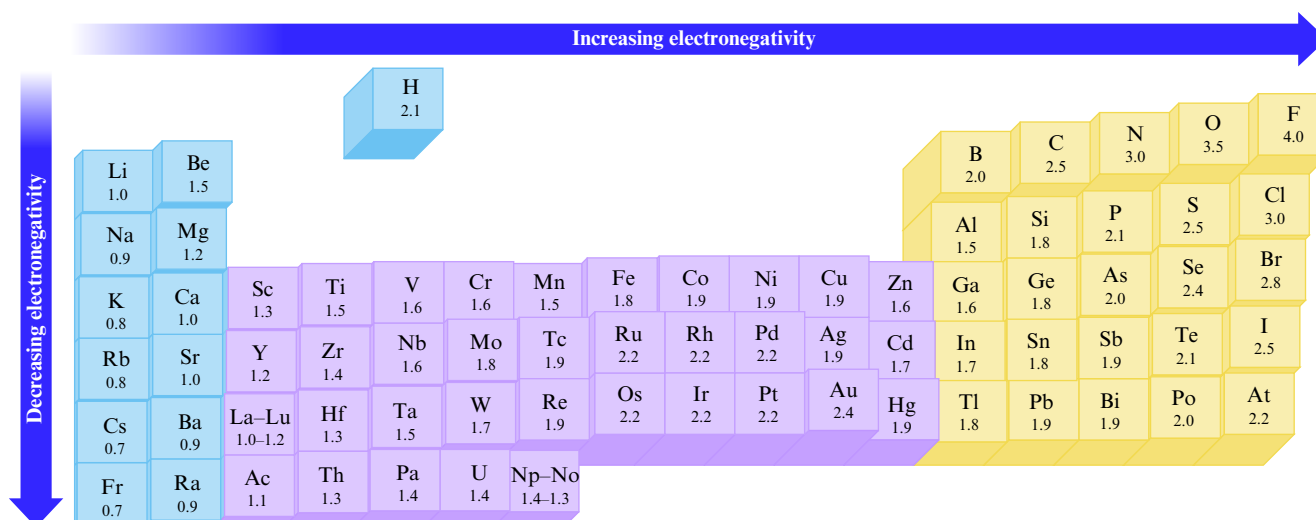 Increasing electronegativity
Decreasing electronegativity
H
2.1
Li Be B C N O F
1.0 1.5 2.0 2.5 3.0 3.5 4.0
Na Mg Al Si P S Cl
0.9 1.2 1.5 1.8 2.1 2.5 3.0
K Ca Sc Ti V Cr Mn Fe Co Ni Cu Zn Ga Ge As Se Br
0.8 1.0 1.3 1.5 1.6 1.6 1.5 1.8 1.9 1.9 1.9 1.6 1.6 1.8 2.0 2.4 2.8
Rb Sr Y Zr Nb Mo Tc Ru Rh Pd Ag Cd In Sn Sb Te I
0.8 1.0 1.2 1.4 1.6 1.8 1.9 2.2 2.2 2.2 1.9 1.7 1.7 1.8 1.9 2.1 2.5
Cs Ba La–Lu Hf Ta W Re Os Ir Pt Au Hg Tl Pb Bi Po At
0.7 0.9 1.0–1.2 1.3 1.5 1.7 1.9 2.2 2.2 2.2 2.4 1.9 1.8 1.9 1.9 2.0 2.2
Fr Ra Ac Th Pa U Np–No
0.7 0.9 1.1 1.3 1.4 1.4 1.4–1.3